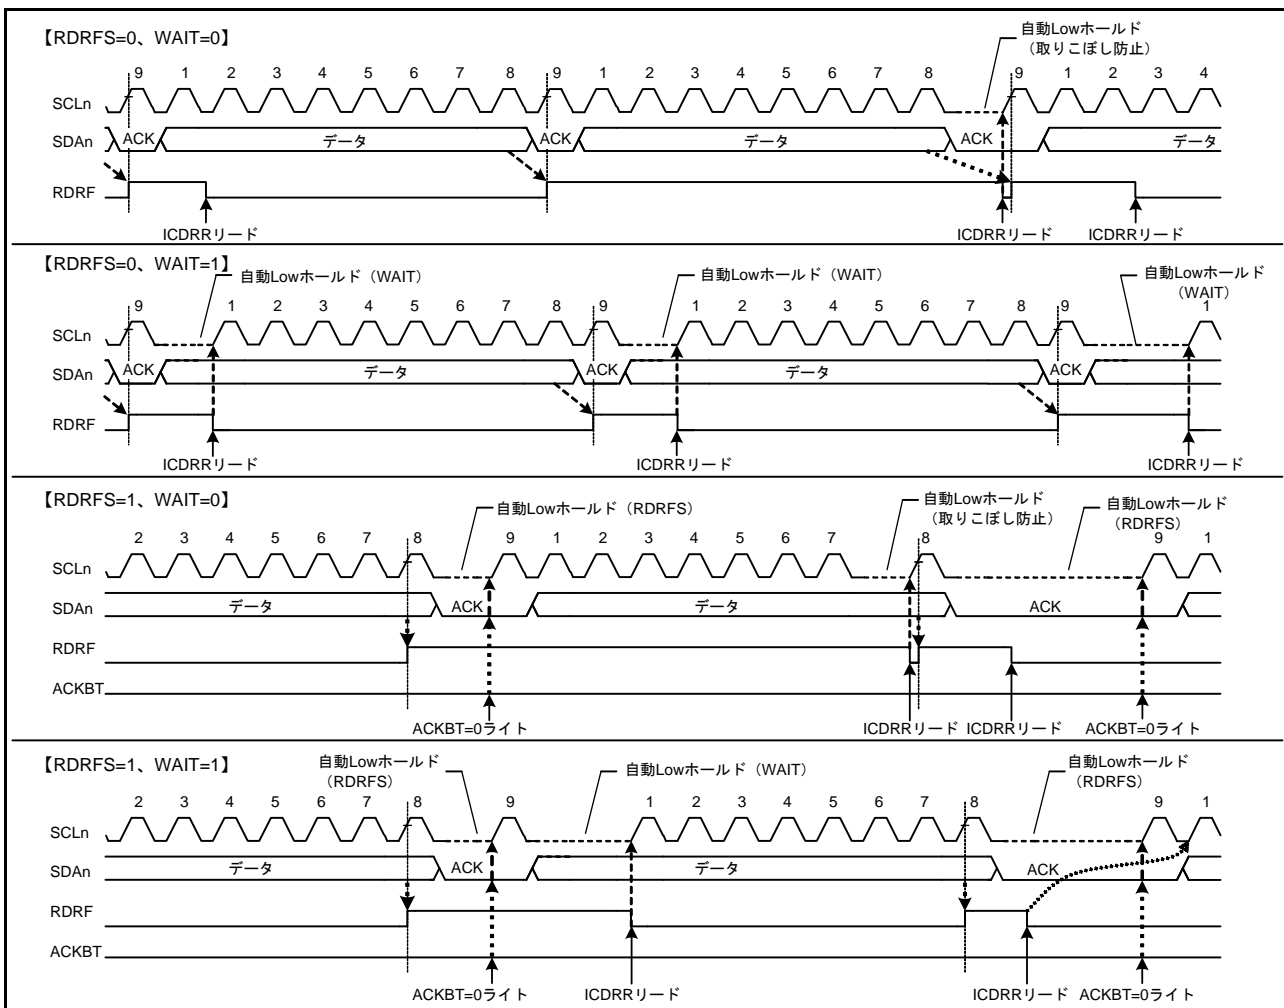 【RDRFS=0、WAIT=0】
自動Lowホールド
（取りこぼし防止）
9 1 2 3 4 5 6 7 8 9 1 2 3 4 5 6 7 8 9 1 2 3 4
SCLn
SDAn ACK データ ACK データ ACK データ
RDRF
ICDRRリード ICDRRリード ICDRRリード
【RDRFS=0、WAIT=1】
自動Lowホールド（WAIT） 自動Lowホールド（WAIT） 自動Lowホールド
（WAIT）
9 1 2 3 4 5 6 7 8 9 1 2 3 4 5 6 7 8 9 1
SCLn
SDAn ACK データ ACK データ ACK
RDRF
ICDRRリード ICDRRリード ICDRRリード
【RDRFS=1、WAIT=0】
自動Lowホールド（RDRFS） 自動Lowホールド
（取りこぼし防止） 自動Lowホールド
（RDRFS）
2 3 4 5 6 7 8 9 1 2 3 4 5 6 7 8 9 1
SCLn
SDAn データ ACK データ ACK
RDRF
ACKBT
ACKBT=0ライト ICDRRリード ICDRRリード ACKBT=0ライト
【RDRFS=1、WAIT=1】
自動Lowホールド
（RDRFS） 自動Lowホールド（WAIT） 自動Lowホールド
（RDRFS）
2 3 4 5 6 7 8 9 1 2 3 4 5 6 7 8 9 1
SCLn
SDAn データ ACK データ ACK
RDRF
ACKBT
ACKBT=0ライト ICDRRリード ICDRRリード ACKBT=0ライト